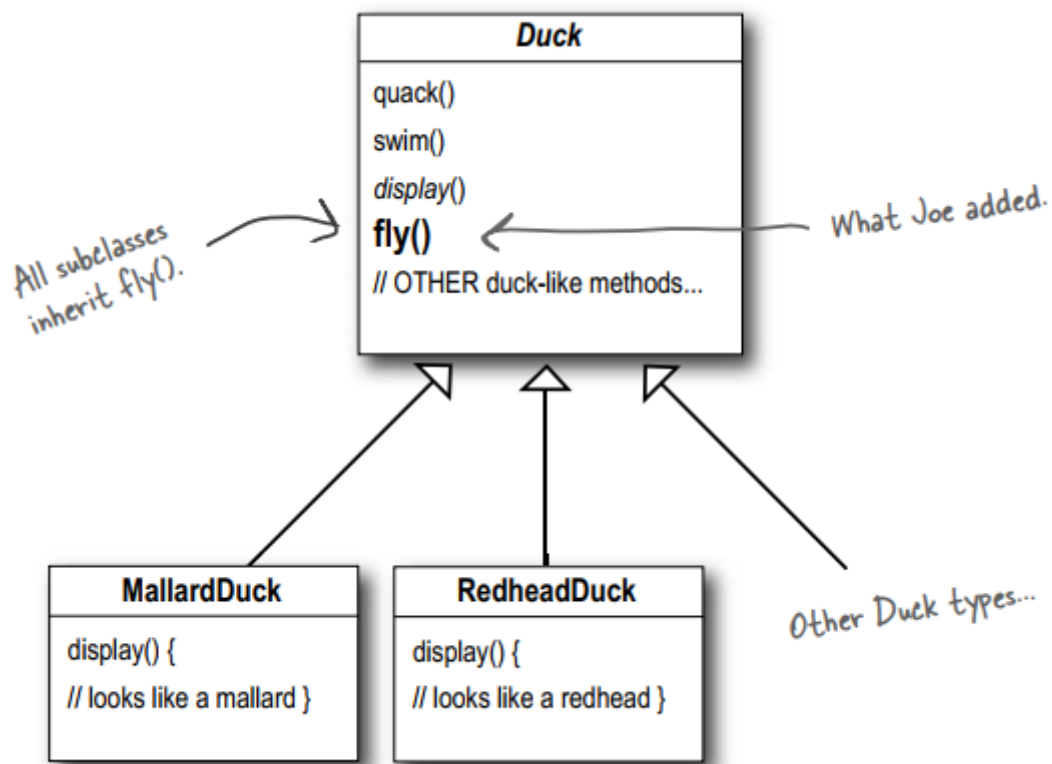 Duck
quack()
swim()
display()
fly()
// OTHER duck-like methods...
All subclasses
inherit fly().
What Joe added.
MallardDuck
display() {
// looks like a mallard }
RedheadDuck
display() {
// looks like a redhead }
Other Duck types...